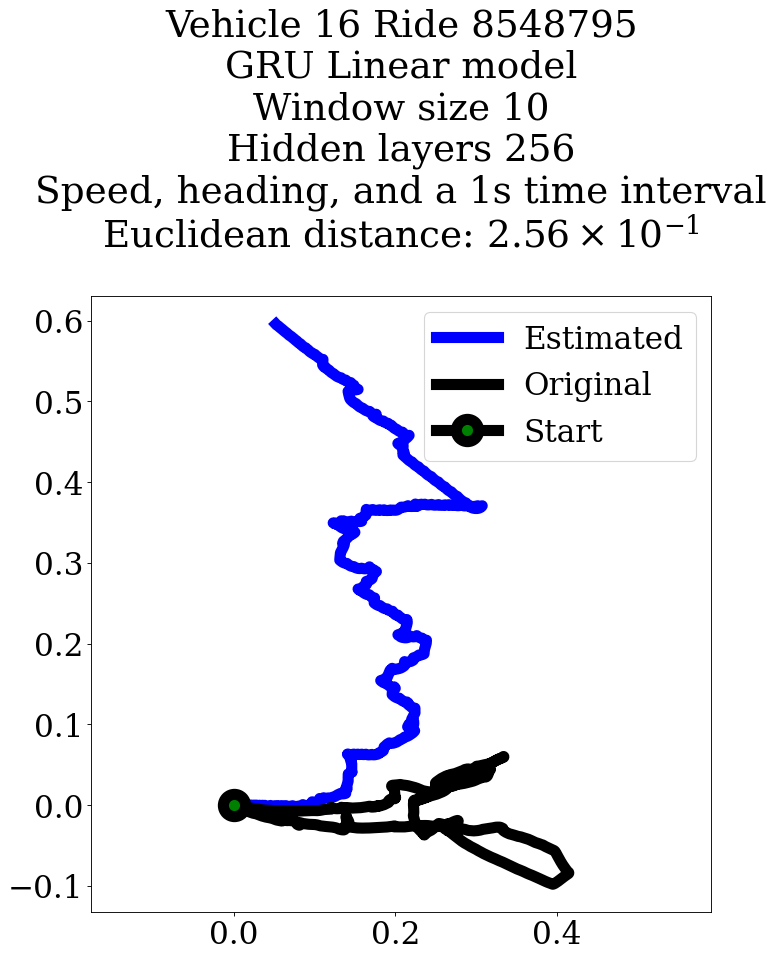 Vehicle 16 Ride 8548795
GRU Linear model
Window size 10
Hidden layers 256
Speed, heading, and a 1s time interval
Euclidean distance: 2.56 × 10⁻¹
Estimated
Original
Start
0.6
0.5
0.4
0.3
0.2
0.1
0.0
−0.1
0.0 0.2 0.4